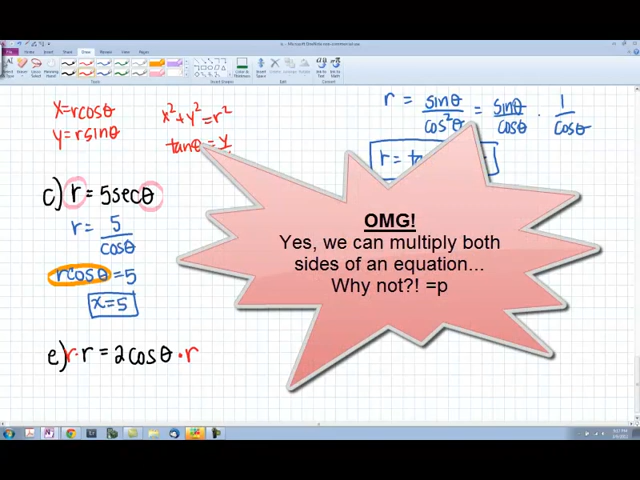 x=rcosθ
y=rsinθ
x²+y²=r²
tanθ=y
r = sinθ/cos²θ = sinθ/cosθ · 1/cosθ
r=
c) r=5secθ
r= 5/cosθ
rcosθ=5
x=5
e) r·r=2cosθ·r
OMG!
Yes, we can multiply both
sides of an equation...
Why not?! =p